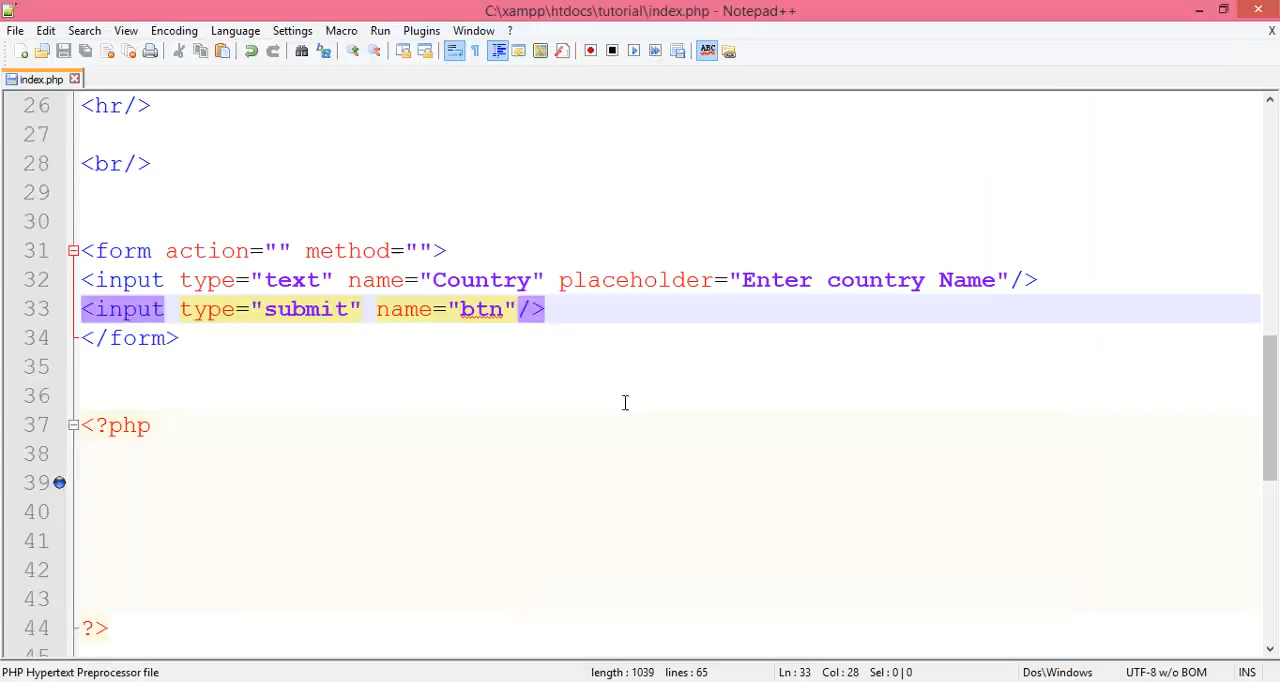 C:\xampp\htdocs\tutorial\index.php - Notepad++
File Edit Search View Encoding Language Settings Macro Run Plugins Window ? X
ABC
index.php
26 <hr/>
27
28 <br/>
29
30
31 <form action="" method="">
32 <input type="text" name="Country" placeholder="Enter country Name"/>
33 <input type="submit" name="btn"/>
34 </form>
35
36
37 <?php
38
39
40
41
42
43
44 ?>
45
PHP Hypertext Preprocessor file length : 1039 lines : 65 Ln : 33 Col : 28 Sel : 0 | 0 Dos\Windows UTF-8 w/o BOM INS